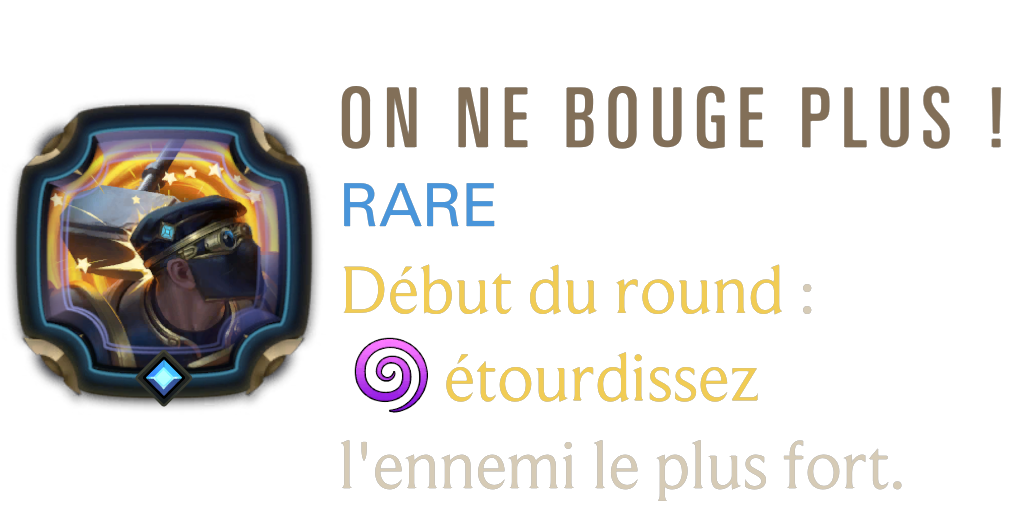 ON NE BOUGE PLUS !
RARE
Début du round :
étourdissez
l'ennemi le plus fort.